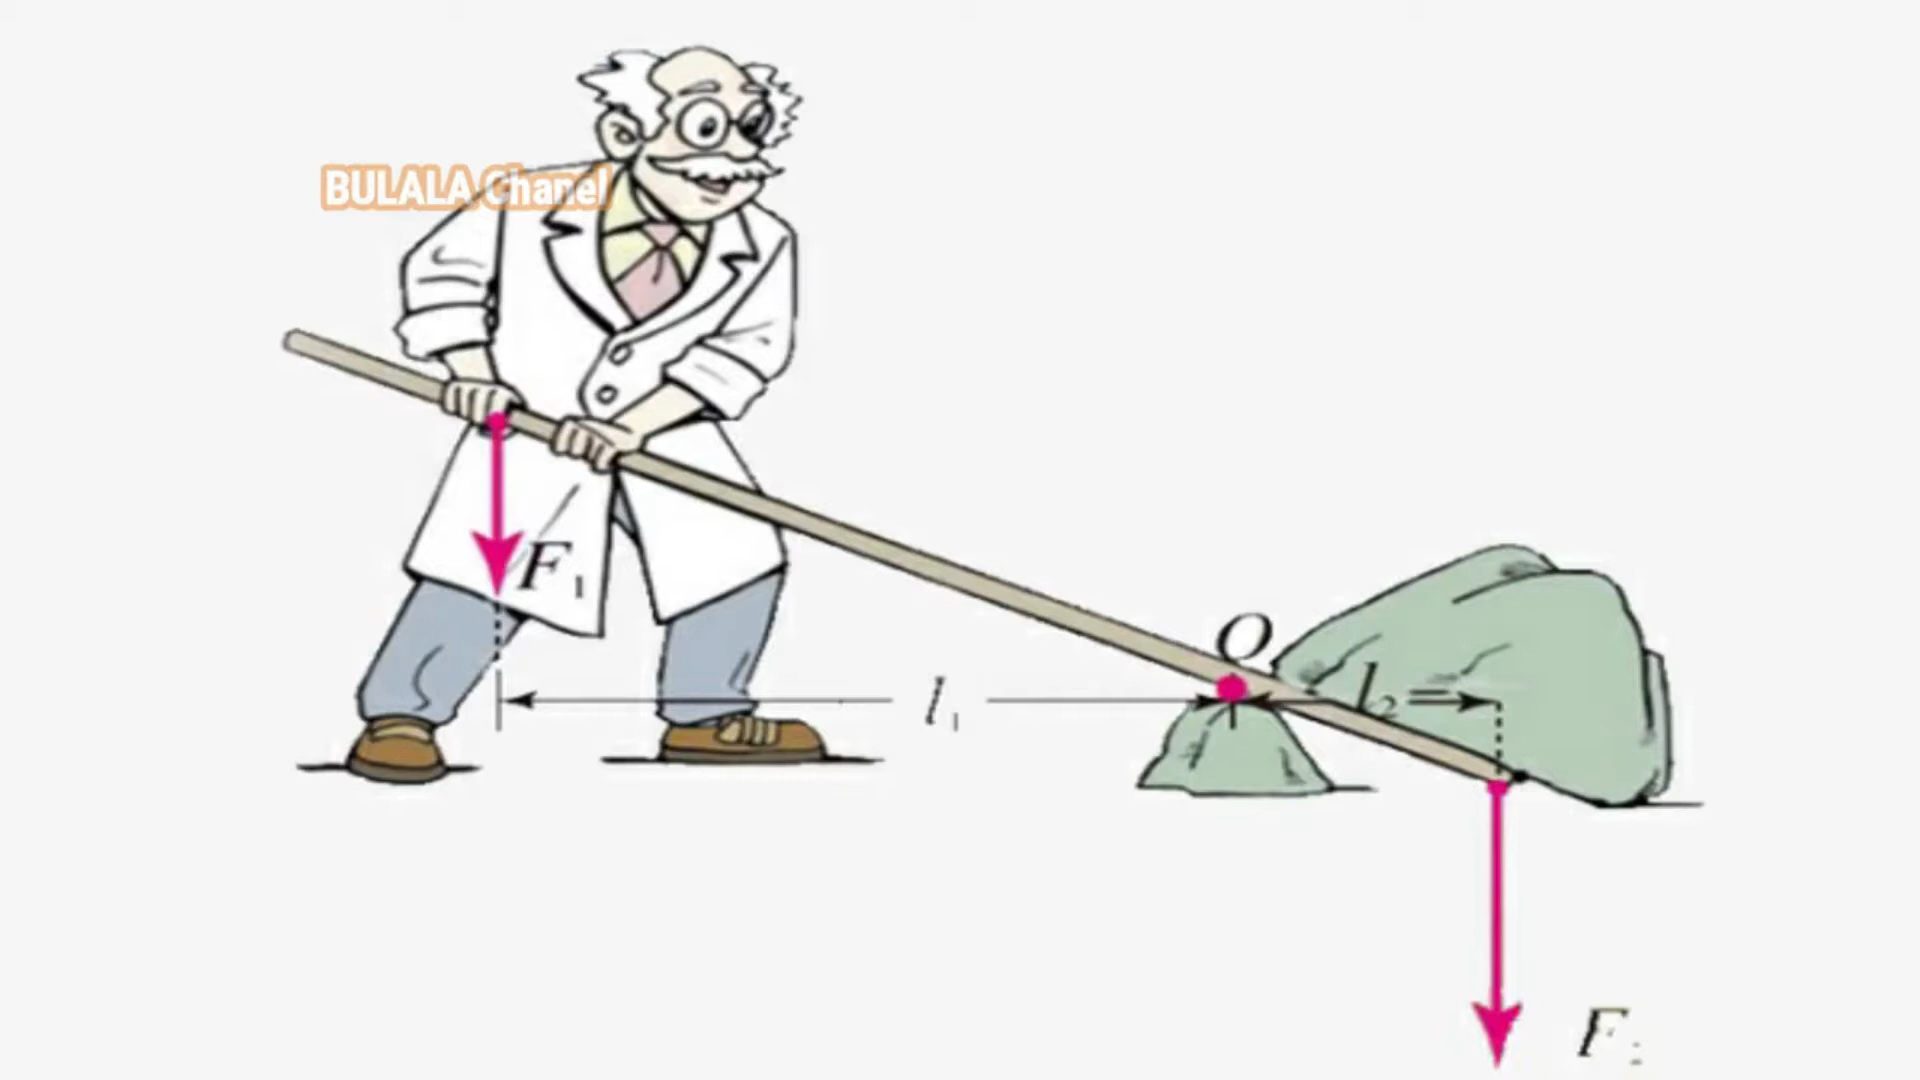 BULALA Chanel
F₁
O
l₁
l₂
F₂